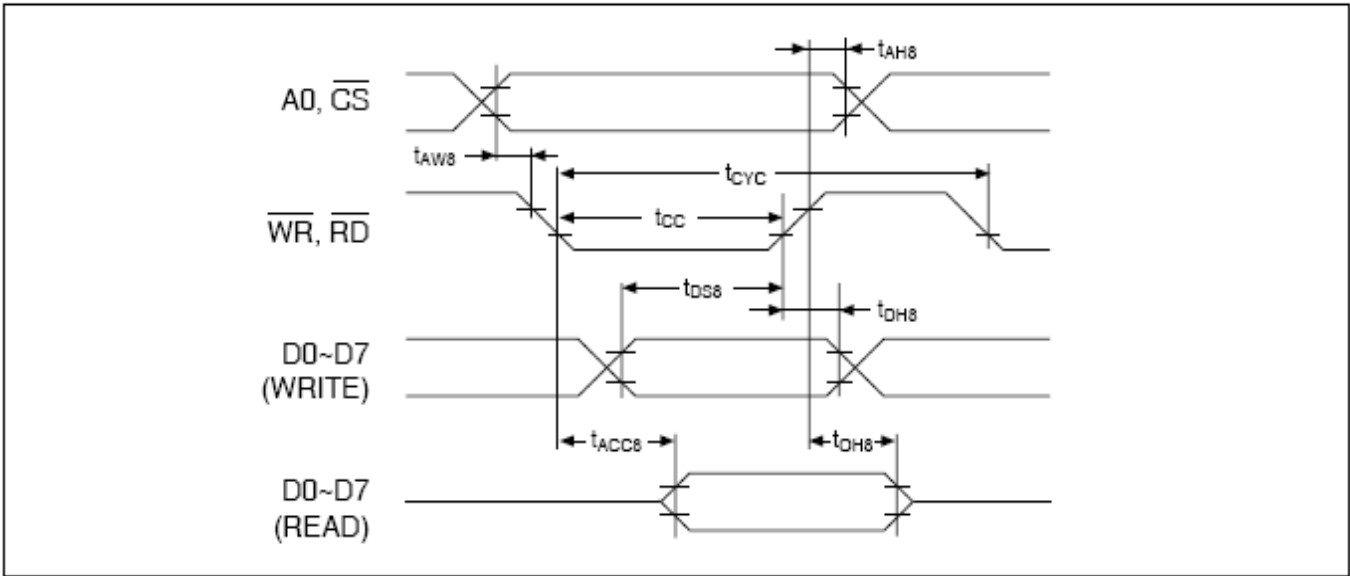 tAH8
A0, CS
tAW8
tCYC
WR, RD
tCC
tDS8
tDH8
D0~D7
(WRITE)
tACC8
tOH8
D0~D7
(READ)